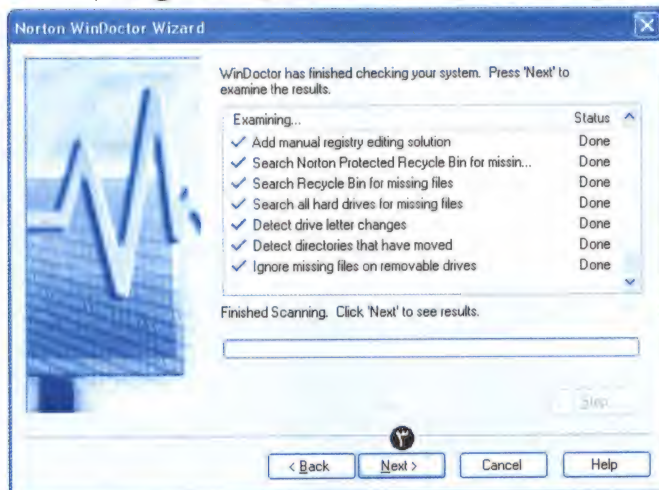 Norton WinDoctor Wizard
WinDoctor has finished checking your system. Press 'Next' to
examine the results.
Examining... Status
Add manual registry editing solution Done
Search Norton Protected Recycle Bin for missin... Done
Search Recycle Bin for missing files Done
Search all hard drives for missing files Done
Detect drive letter changes Done
Detect directories that have moved Done
Ignore missing files on removable drives Done
Finished Scanning. Click 'Next' to see results.
Stop
٣
< Back Next > Cancel Help